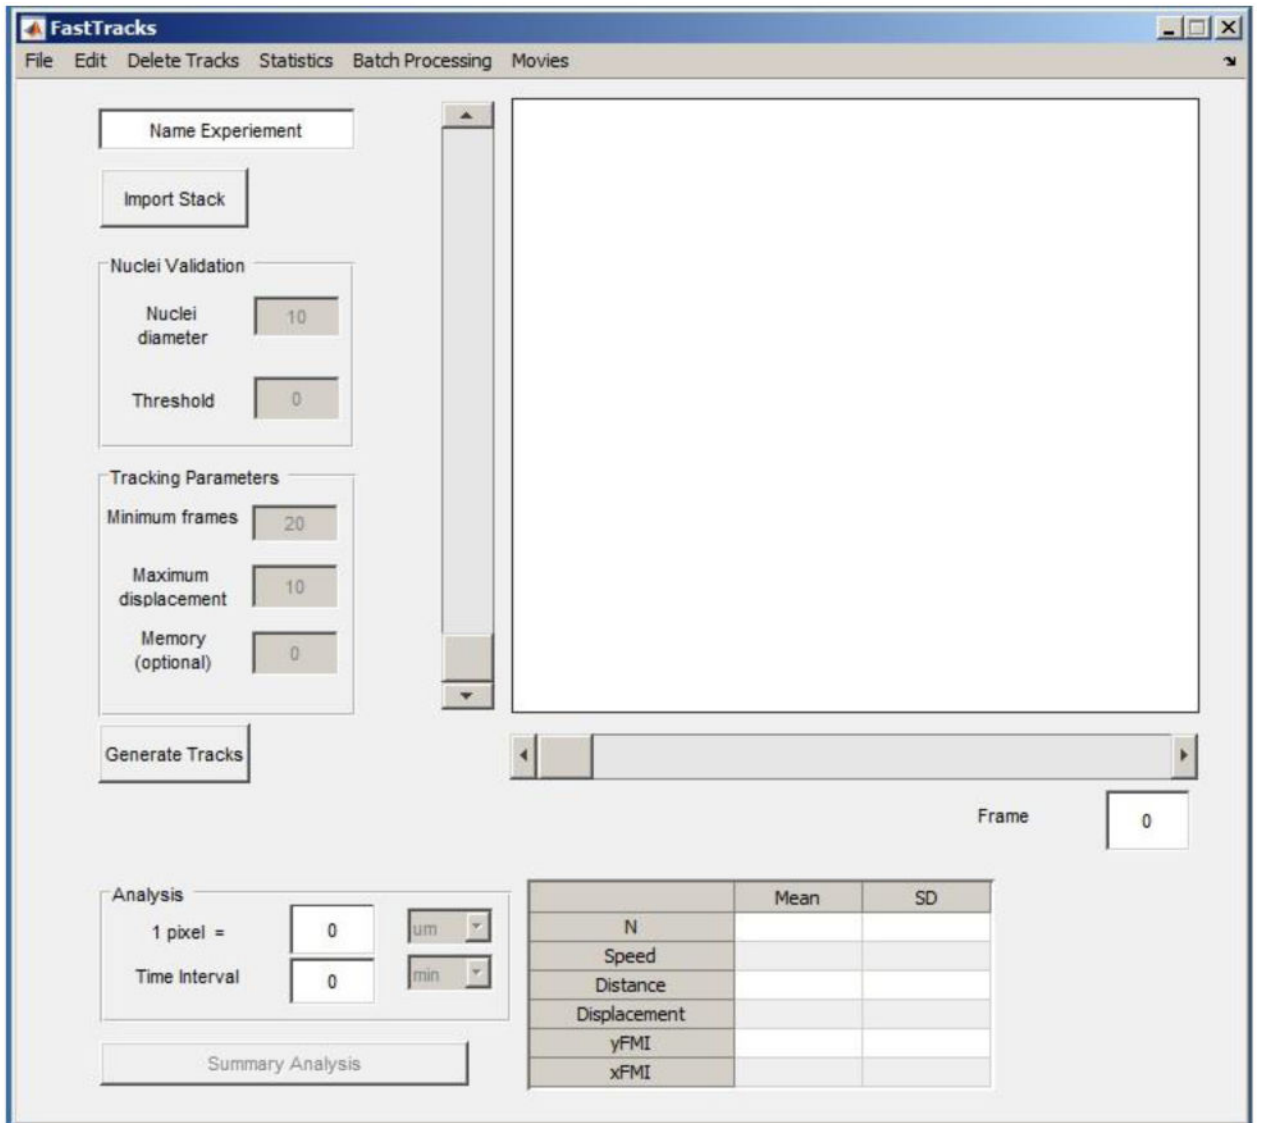 FastTracks
File Edit Delete Tracks Statistics Batch Processing Movies
Name Experiement
Import Stack
Nuclei Validation
Nuclei
diameter
10
Threshold
0
Tracking Parameters
Minimum frames
20
Maximum
displacement
10
Memory
(optional)
0
Generate Tracks
Frame
0
Analysis
1 pixel =
0
um
Time Interval
0
min
Summary Analysis
Mean SD
N
Speed
Distance
Displacement
yFMI
xFMI